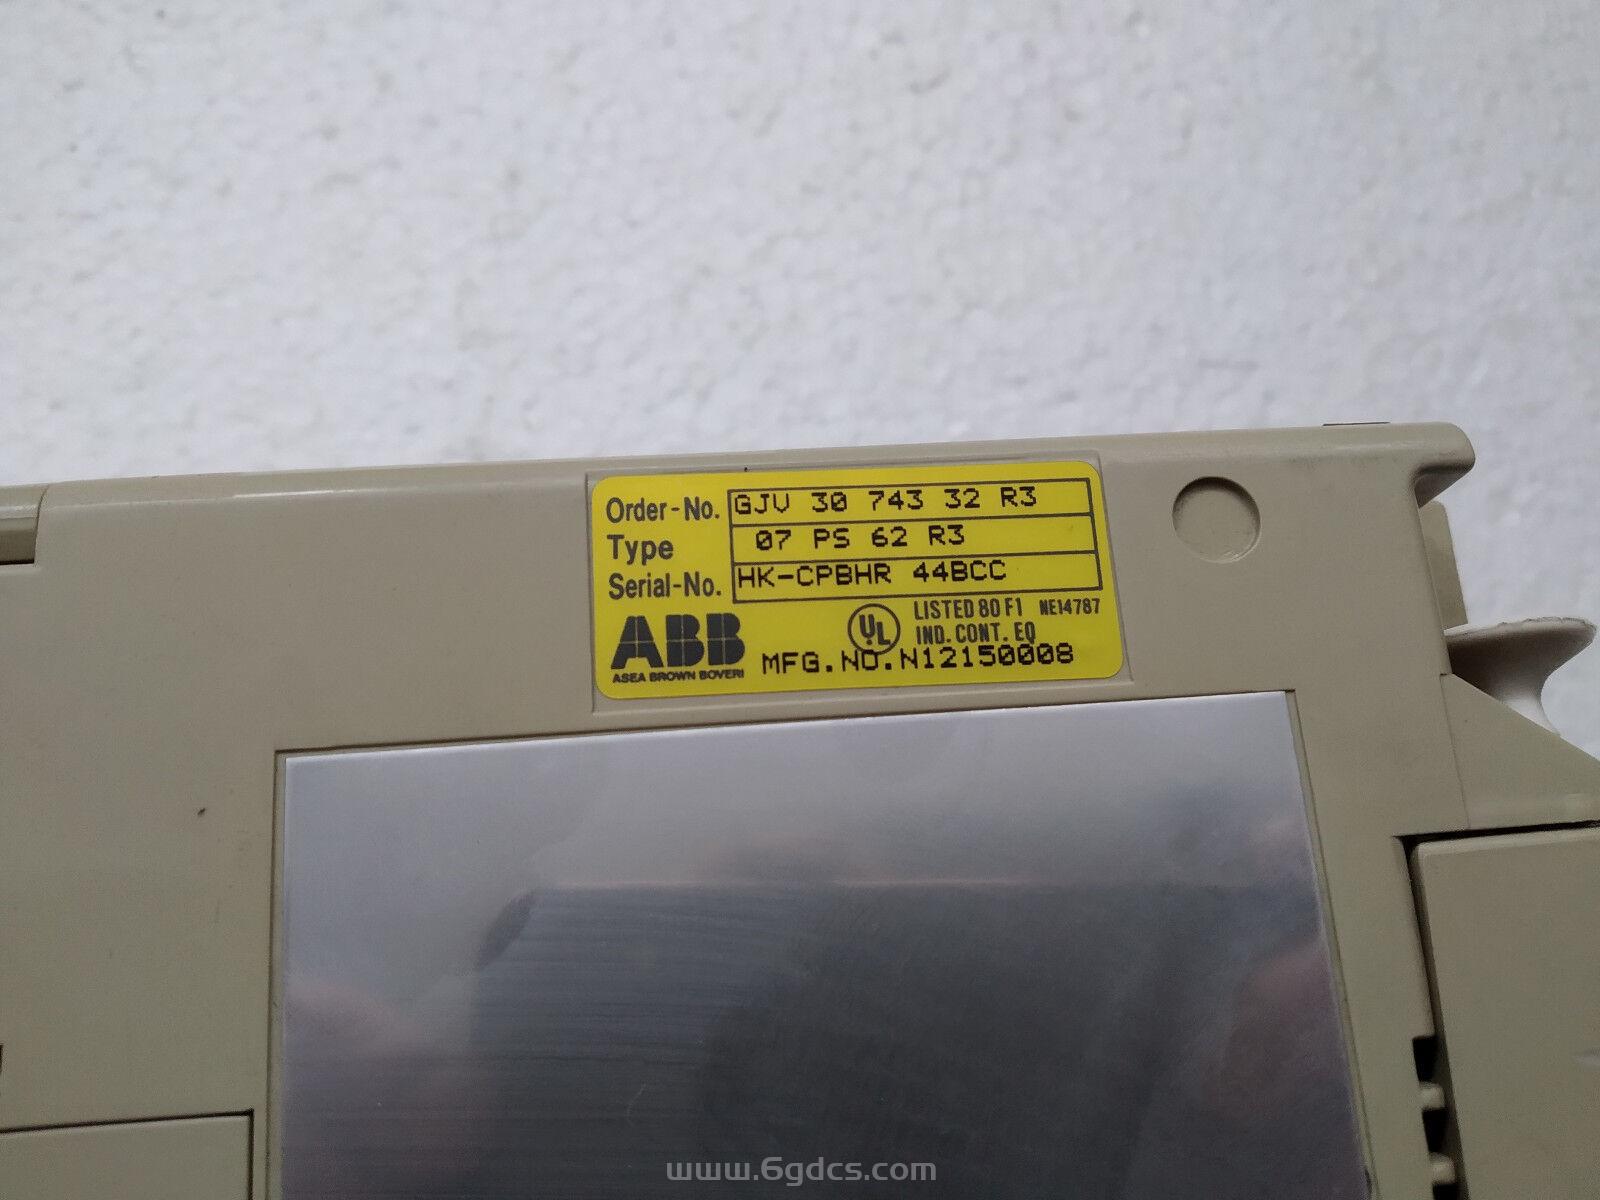 Order-No. GJV 30 743 32 R3
Type 07 PS 62 R3
Serial-No. HK-CPBHR 44BCC
ABB
ASEA BROWN BOVERI
UL
LISTED 80 F1 NE14787
IND. CONT. EQ
MFG.NO.N12150008
www.6gdcs.com